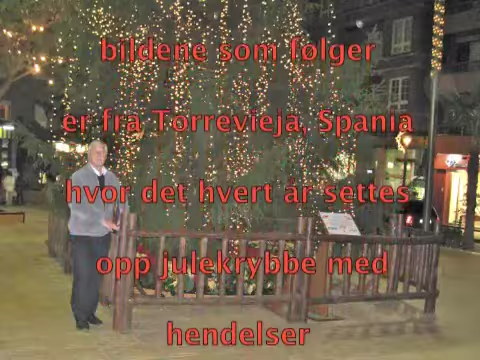 bildene som følger
er fra Torrevieja, Spania
hvor det hvert år settes
opp julekrybbe med
hendelser